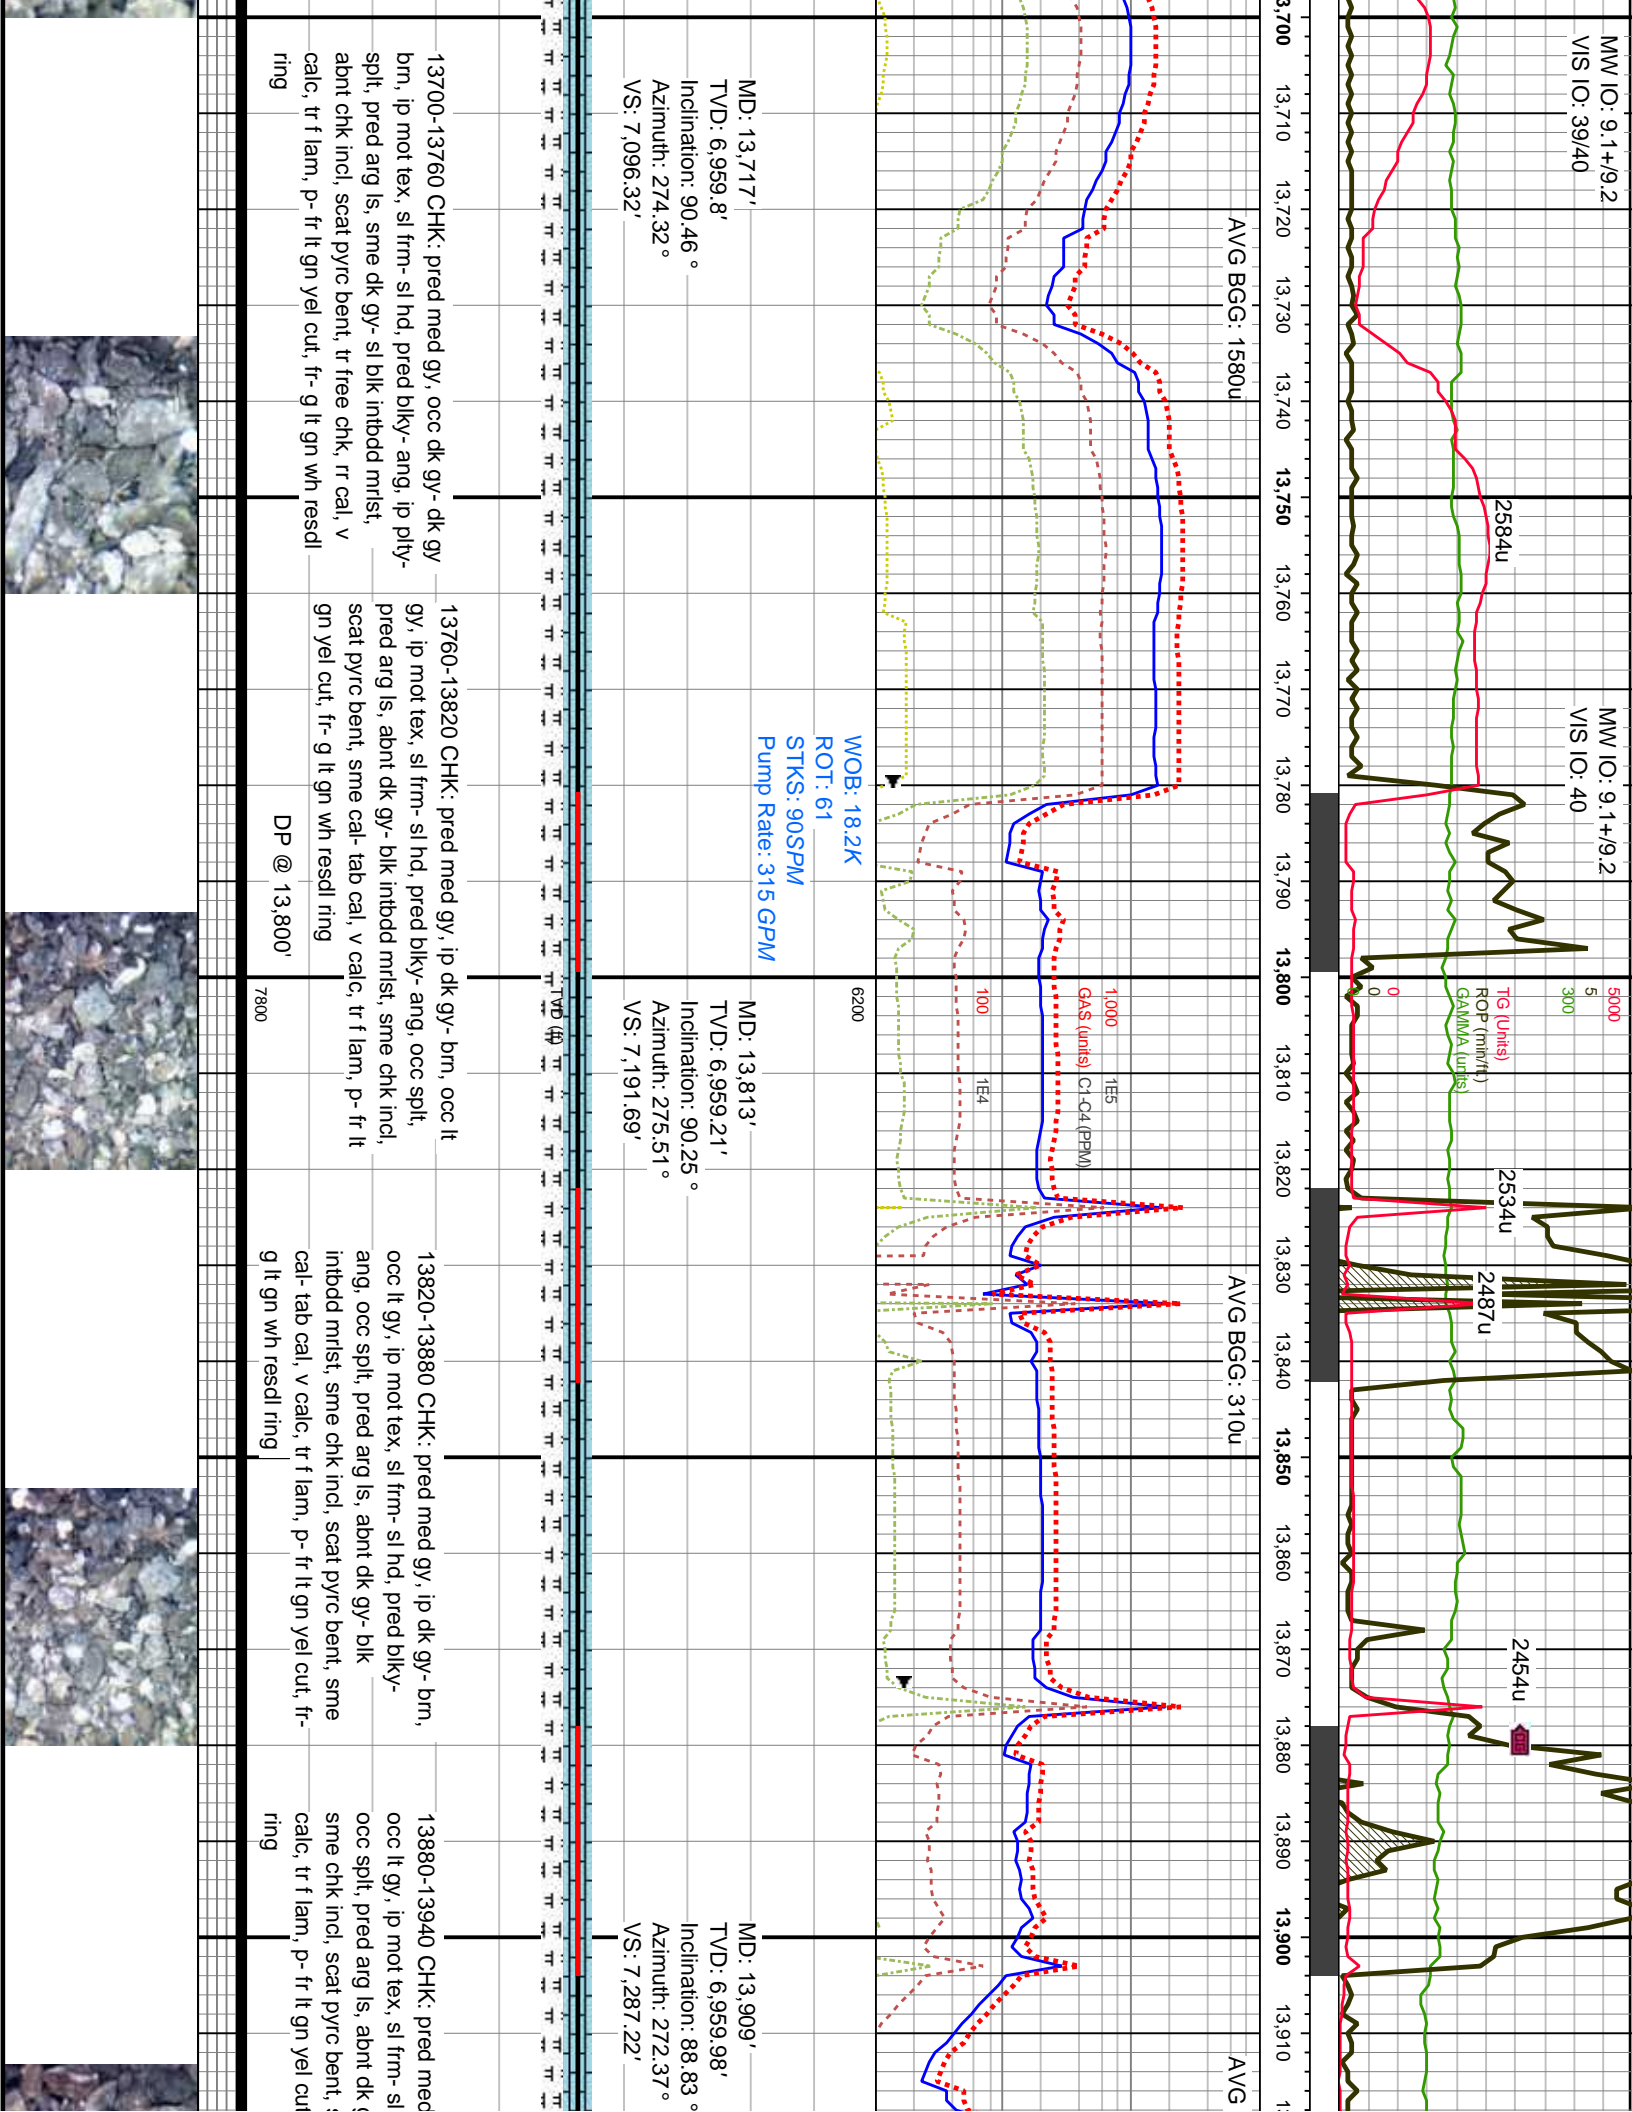 MW IO: 9.1+/9.2
VIS IO: 39/40
2584u
MW IO: 9.1+/9.2
VIS IO: 40
5000
5
300
TG (Units)
ROP (min/ft.)
GAMMA (units)
0
0
2534u
2487u
2454u
CG
3,700
13,710
13,720
13,730
13,740
13,750
13,760
13,770
13,780
13,790
13,800
13,810
13,820
13,830
13,840
13,850
13,860
13,870
13,880
13,890
13,900
13,910
AVG BGG: 1580u
AVG BGG: 310u
AVG
1,000
1E5
GAS (units)
C1-C4 (PPM)
100
1E4
6200
WOB: 18.2K
ROT: 61
STKS: 90SPM
Pump Rate: 315 GPM
MD: 13,717'
TVD: 6,959.8'
Inclination: 90.46 °
Azimuth: 274.32°
VS: 7,096.32'
MD: 13,813'
TVD: 6,959.21'
Inclination: 90.25 °
Azimuth: 275.51°
VS: 7,191.69'
MD: 13,909'
TVD: 6,959.98'
Inclination: 88.83 °
Azimuth: 272.37°
VS: 7,287.22'
TVD (ft)
7800
13700-13760 CHK: pred med gy, occ dk gy- dk gy
brn, ip mot tex, sl frm- sl hd, pred blky- ang, ip plty-
splt, pred arg ls, sme dk gy- sl blk intbdd mrlst,
abnt chk incl, scat pyrc bent, tr free chk, rr cal, v
calc, tr f lam, p- fr lt gn yel cut, fr- g lt gn wh resdl
ring
13760-13820 CHK: pred med gy, ip dk gy- brn, occ lt
gy, ip mot tex, sl frm- sl hd, pred blky- ang, occ splt,
pred arg ls, abnt dk gy- blk intbdd mrlst, sme chk incl,
scat pyrc bent, sme cal- tab cal, v calc, tr f lam, p- fr lt
gn yel cut, fr- g lt gn wh resdl ring
DP @ 13,800'
13820-13880 CHK: pred med gy, ip dk gy- brn,
occ lt gy, ip mot tex, sl frm- sl hd, pred blky-
ang, occ splt, pred arg ls, abnt dk gy- blk
intbdd mrlst, sme chk incl, scat pyrc bent, sme
cal- tab cal, v calc, tr f lam, p- fr lt gn yel cut, fr-
g lt gn wh resdl ring
13880-13940 CHK: pred med
occ lt gy, ip mot tex, sl frm- sl
occ splt, pred arg ls, abnt dk g
sme chk incl, scat pyrc bent, s
calc, tr f lam, p- fr lt gn yel cut
ring